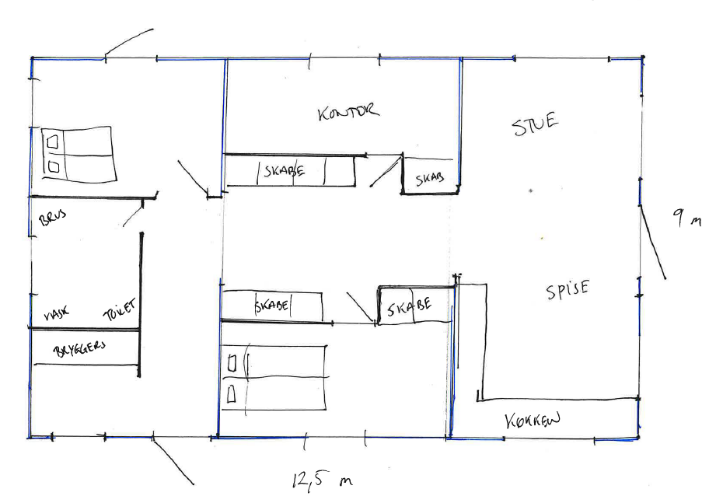 KONTOR
STUE
SKABE
SKAB
BRUS
9 m
SPISE
VASK
TOILET
SKABE
SKABE
BRYGGERS
KØKKEN
12,5 m